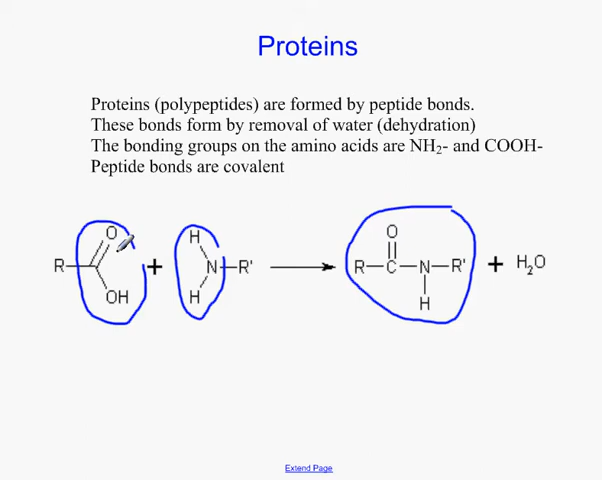 Proteins
Proteins (polypeptides) are formed by peptide bonds.
These bonds form by removal of water (dehydration)
The bonding groups on the amino acids are NH₂- and COOH-
Peptide bonds are covalent
O H O
R + N—R' R—C—N—R' + H₂O
OH H H
Extend Page